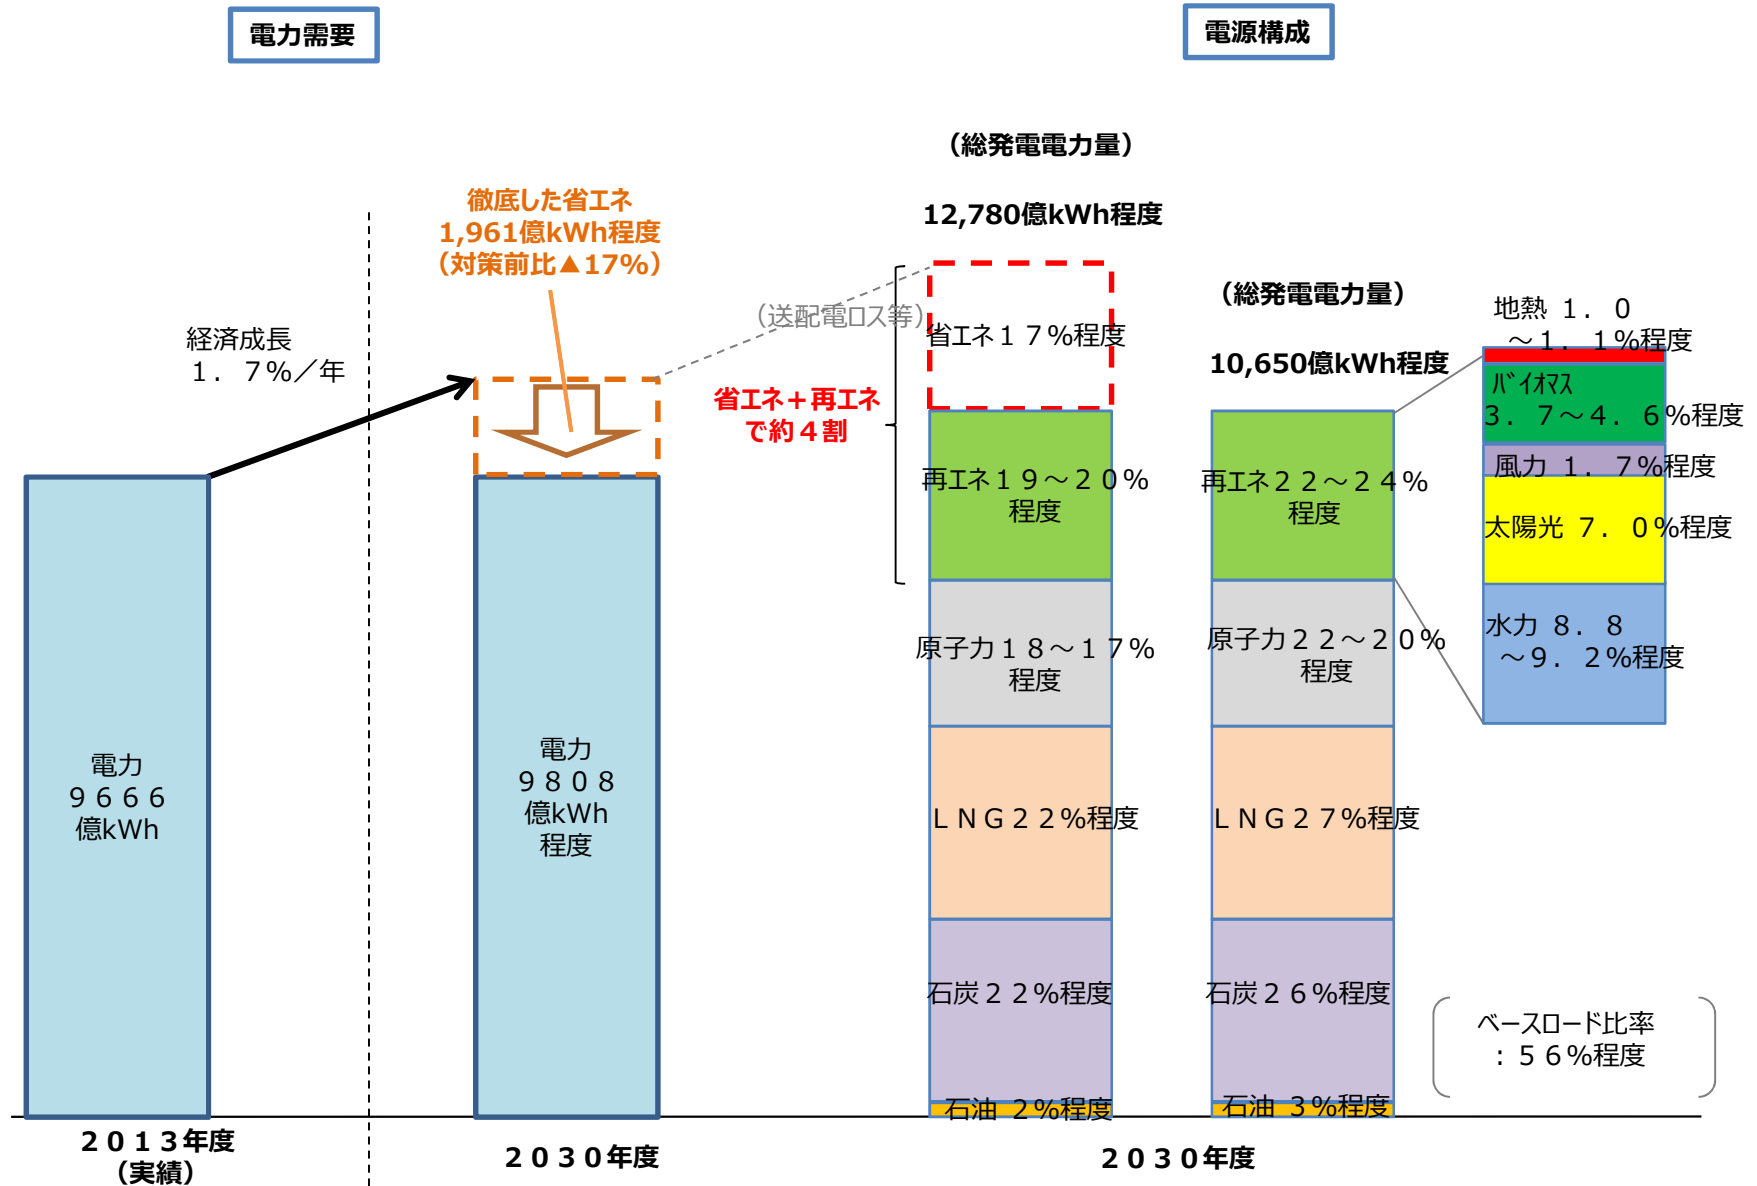 電力需要
電源構成
（総発電電力量）
12,780億kWh程度
徹底した省エネ
1,961億kWh程度
（対策前比▲17%）
（送配電ロス等）
経済成長
１．７％／年
省エネ１７%程度
省エネ＋再エネ
で約４割
（総発電電力量）
10,650億kWh程度
地熱 １．０
～１．１%程度
ﾊﾞｲｵﾏｽ
３．７～４．６%程度
風力 １．７%程度
太陽光 ７．０%程度
水力 ８．８
～９．２%程度
再エネ１９～２０%
程度
再エネ２２～２４%
程度
原子力１８～１７%
程度
原子力２２～２０%
程度
電力
９６６６
億kWh
電力
９８０８
億kWh
程度
ＬＮＧ２２%程度
ＬＮＧ２７%程度
石炭２２%程度
石炭２６%程度
ベースロード比率
：５６%程度
石油 ２%程度
石油 ３%程度
２０１３年度
（実績）
２０３０年度
２０３０年度